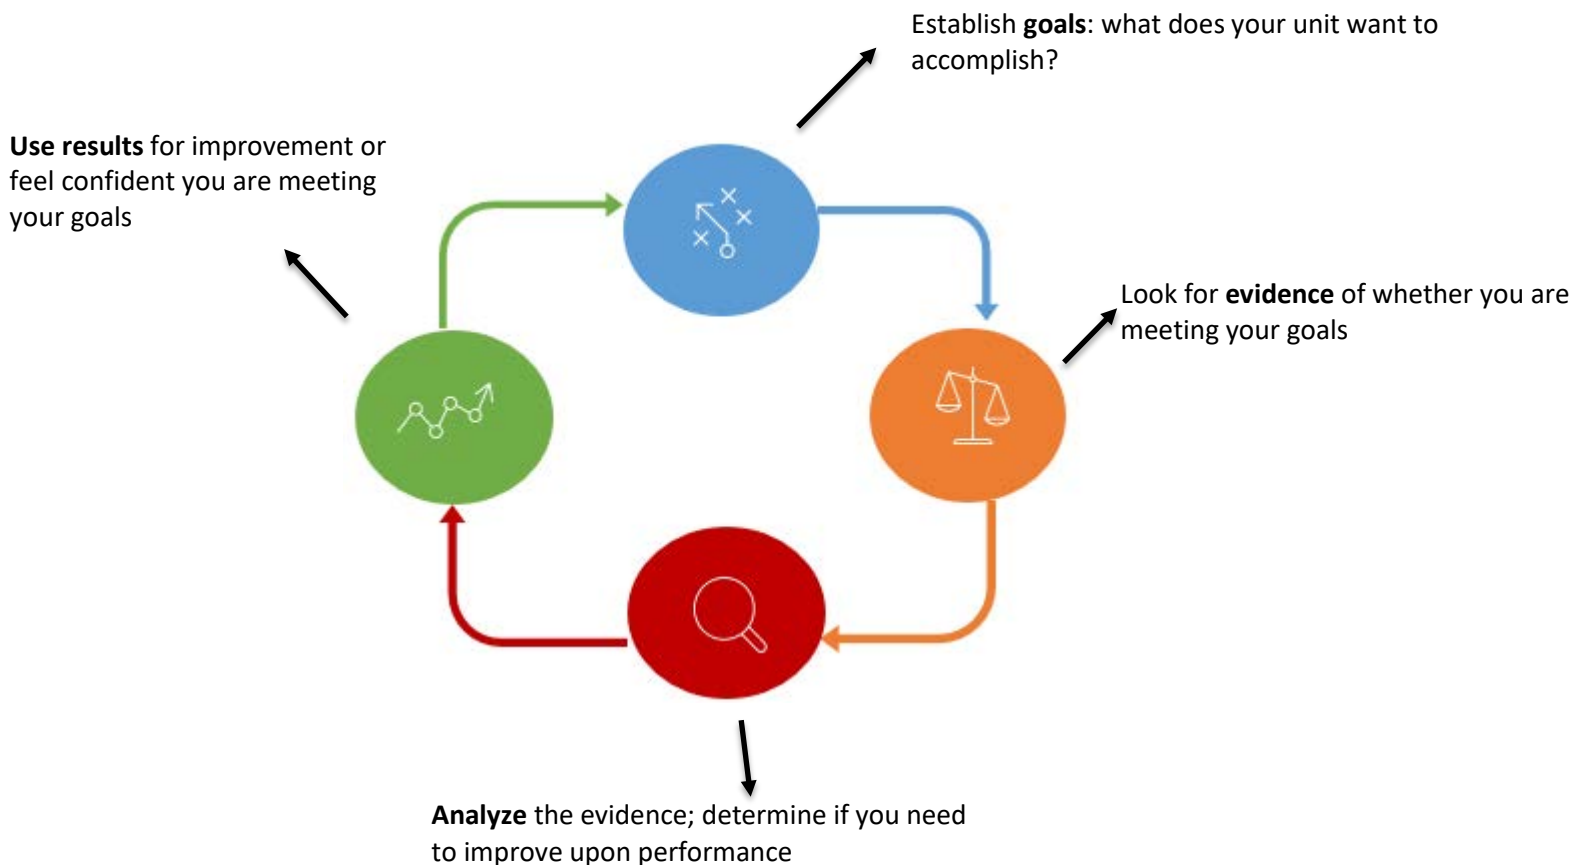 Establish goals: what does your unit want to
accomplish?
Use results for improvement or
feel confident you are meeting
your goals
Look for evidence of whether you are
meeting your goals
Analyze the evidence; determine if you need
to improve upon performance